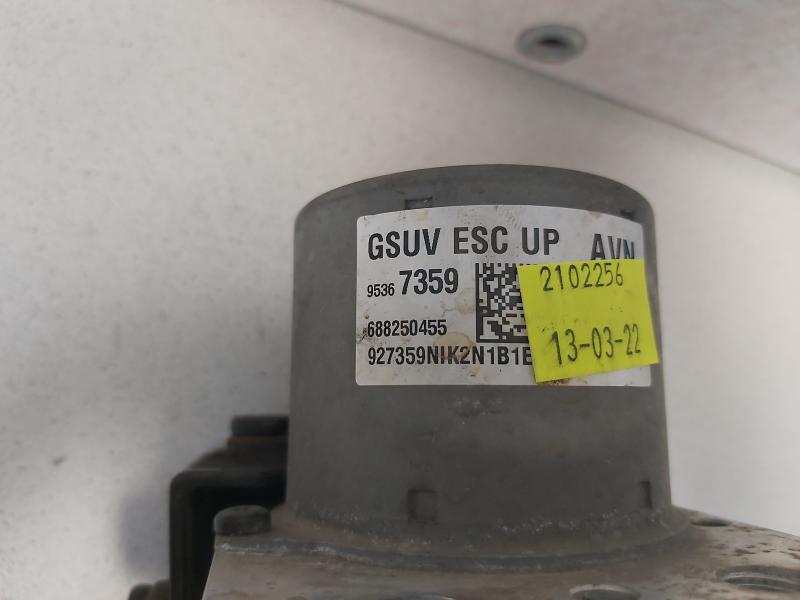 GSUV ESC UP AVN
9536 7359
2102256
688250455
13-03-22
927359NIK2N1B1E